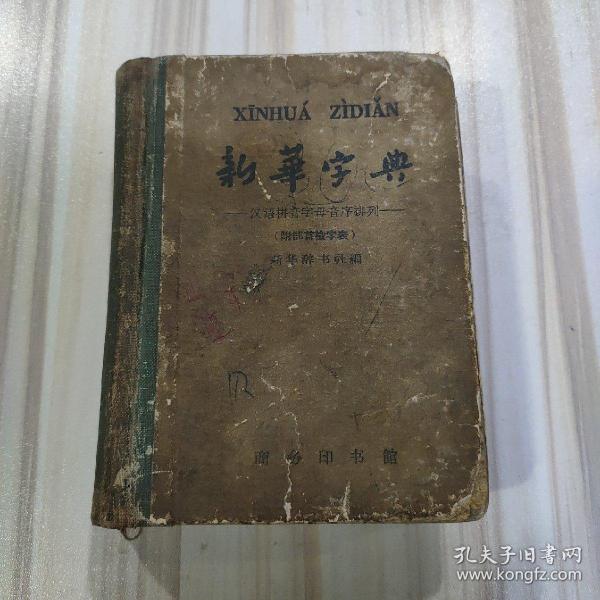 XĪNHUÁ ZÌDIǍN
新華字典
——汉语拼音字母音序排列——
(附部首检字表)
新华辞书社編
商务印书館
孔夫子旧书网
www.kongfz.com